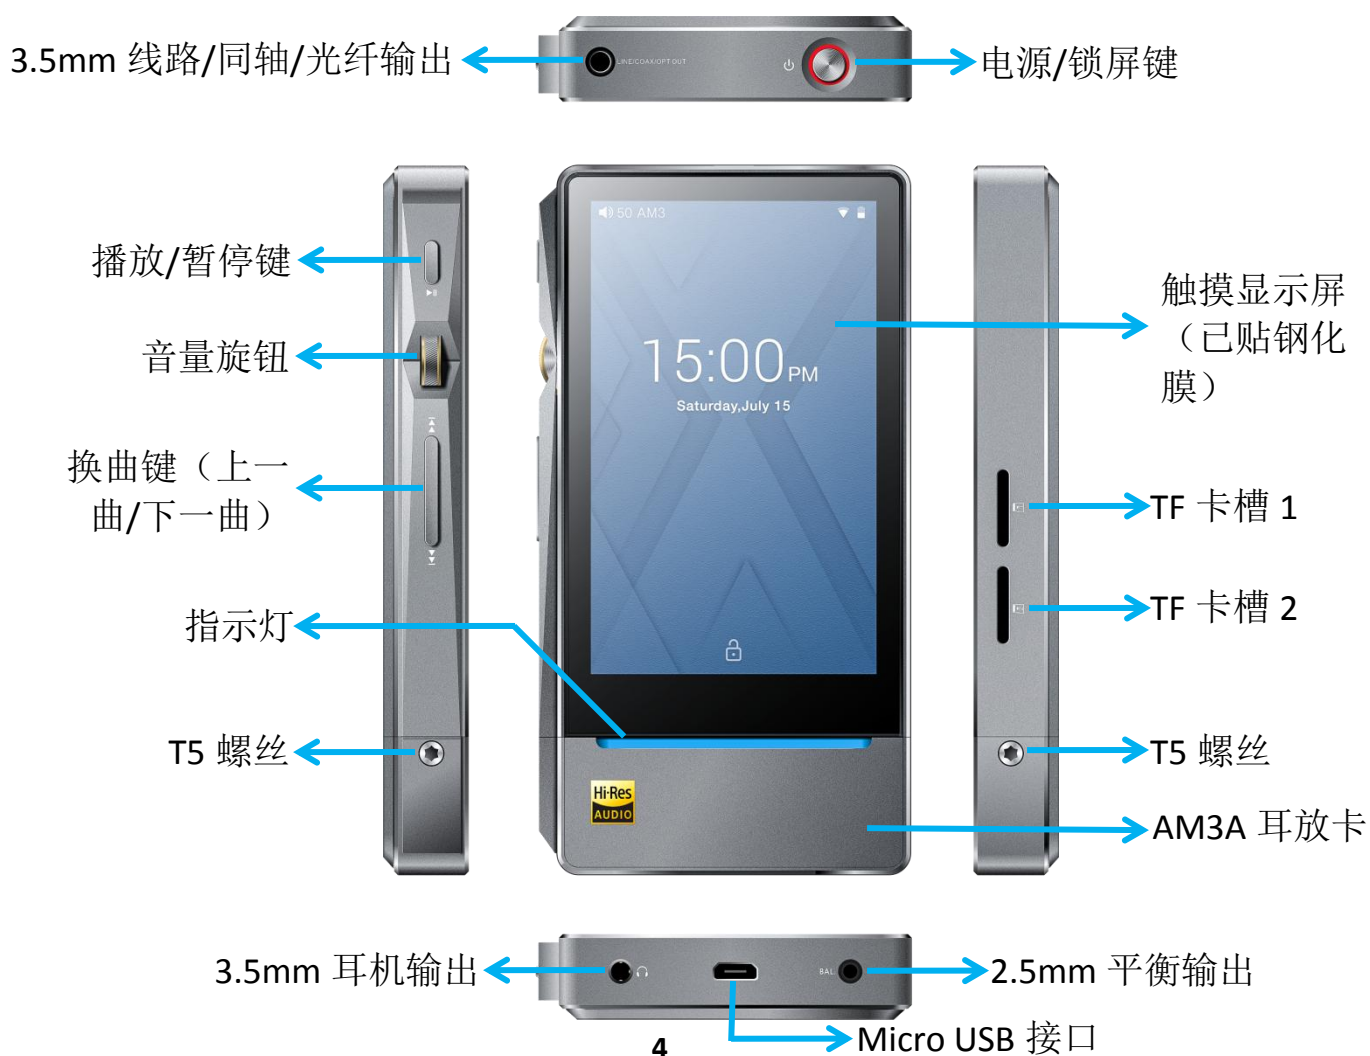 3.5mm 线路/同轴/光纤输出
LINE/COAX/OPT OUT
电源/锁屏键
播放/暂停键
音量旋钮
换曲键（上一
曲/下一曲）
指示灯
T5 螺丝
50 AM3
15:00 PM
Saturday,July 15
Hi-Res
AUDIO
触摸显示屏
（已贴钢化
膜）
TF 卡槽 1
TF 卡槽 2
T5 螺丝
AM3A 耳放卡
3.5mm 耳机输出
BAL.
2.5mm 平衡输出
Micro USB 接口
4